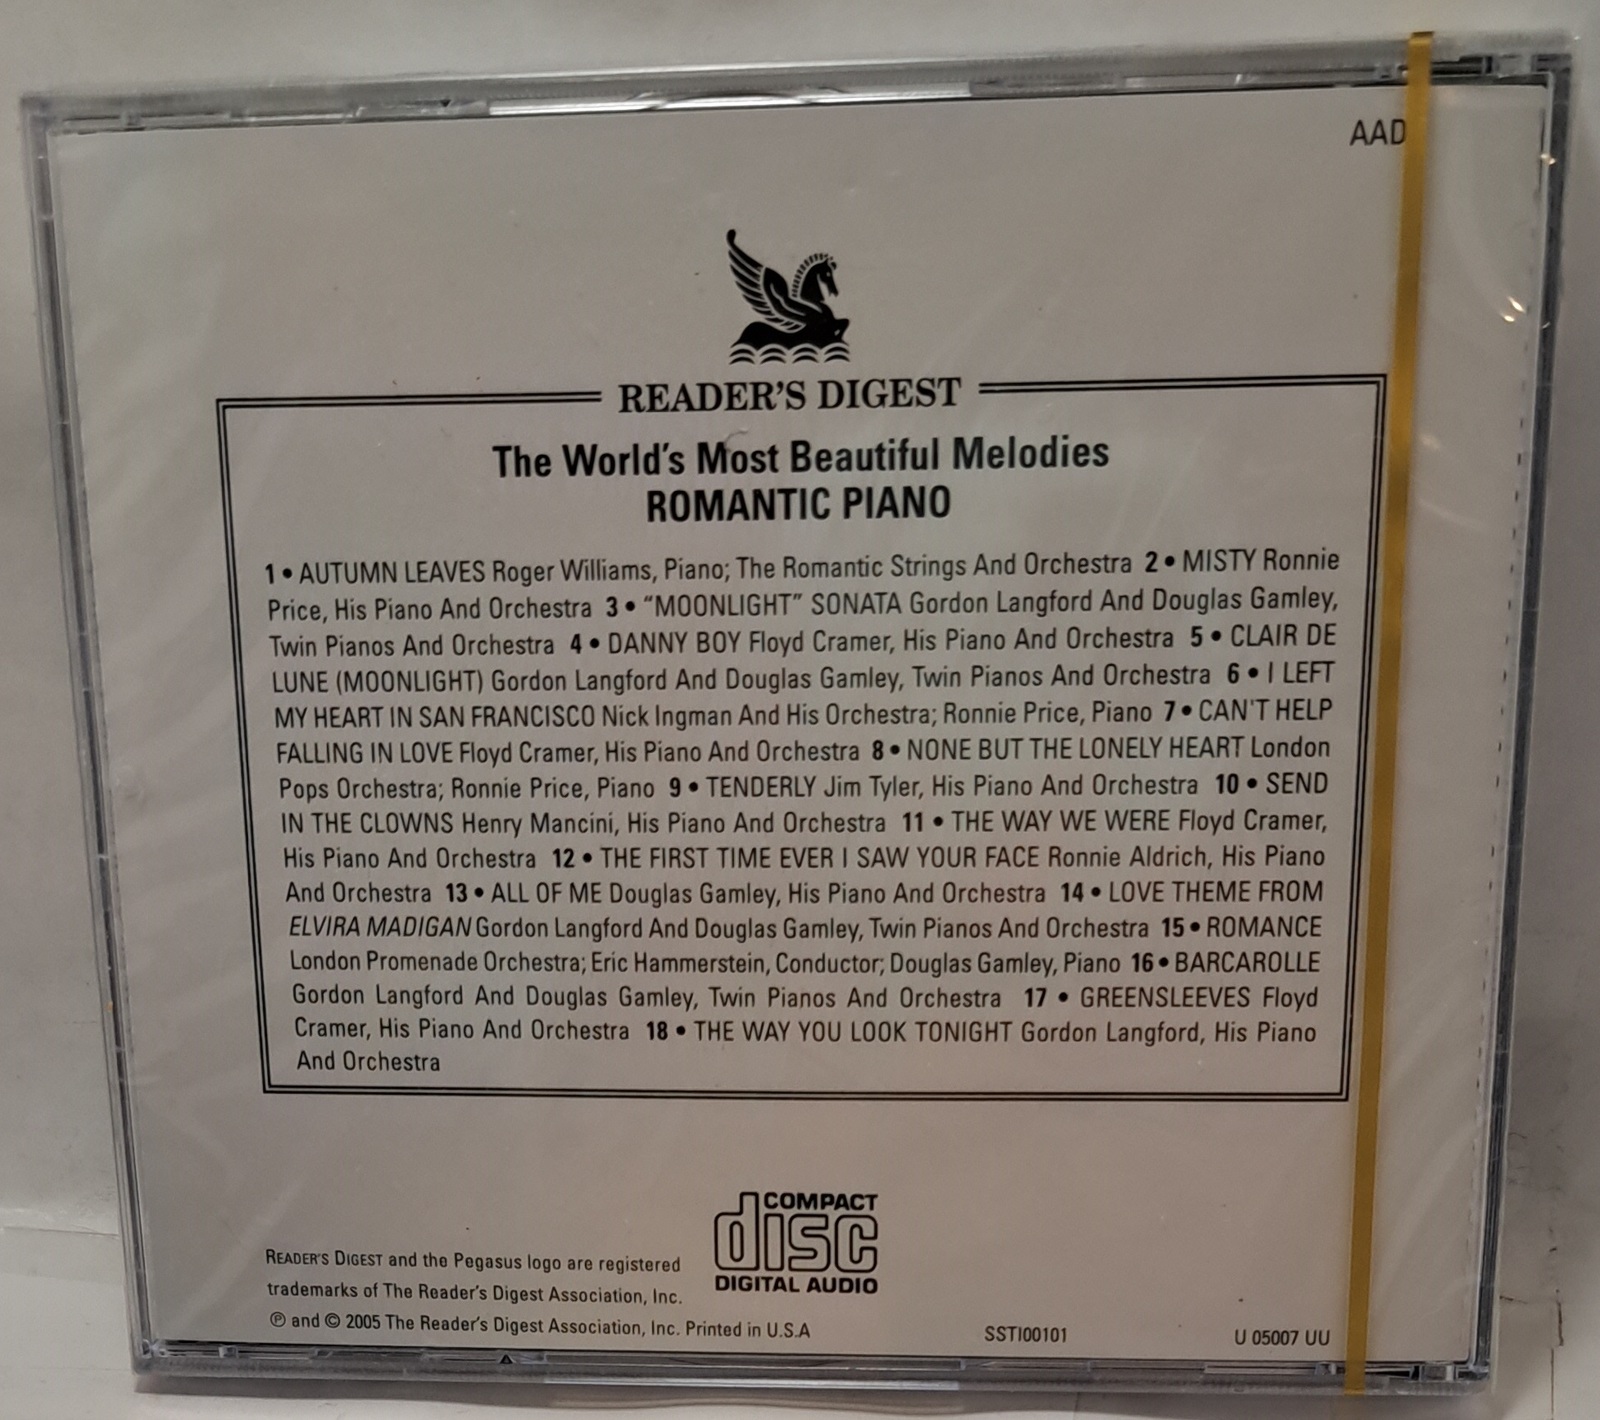 AAD
READER'S DIGEST
The World's Most Beautiful Melodies
ROMANTIC PIANO
1 • AUTUMN LEAVES Roger Williams, Piano; The Romantic Strings And Orchestra 2 • MISTY Ronnie
Price, His Piano And Orchestra 3 • “MOONLIGHT” SONATA Gordon Langford And Douglas Gamley,
Twin Pianos And Orchestra 4 • DANNY BOY Floyd Cramer, His Piano And Orchestra 5 • CLAIR DE
LUNE (MOONLIGHT) Gordon Langford And Douglas Gamley, Twin Pianos And Orchestra 6 • I LEFT
MY HEART IN SAN FRANCISCO Nick Ingman And His Orchestra; Ronnie Price, Piano 7 • CAN'T HELP
FALLING IN LOVE Floyd Cramer, His Piano And Orchestra 8 • NONE BUT THE LONELY HEART London
Pops Orchestra; Ronnie Price, Piano 9 • TENDERLY Jim Tyler, His Piano And Orchestra 10 • SEND
IN THE CLOWNS Henry Mancini, His Piano And Orchestra 11 • THE WAY WE WERE Floyd Cramer,
His Piano And Orchestra 12 • THE FIRST TIME EVER I SAW YOUR FACE Ronnie Aldrich, His Piano
And Orchestra 13 • ALL OF ME Douglas Gamley, His Piano And Orchestra 14 • LOVE THEME FROM
ELVIRA MADIGAN Gordon Langford And Douglas Gamley, Twin Pianos And Orchestra 15 • ROMANCE
London Promenade Orchestra; Eric Hammerstein, Conductor; Douglas Gamley, Piano 16 • BARCAROLLE
Gordon Langford And Douglas Gamley, Twin Pianos And Orchestra 17 • GREENSLEEVES Floyd
Cramer, His Piano And Orchestra 18 • THE WAY YOU LOOK TONIGHT Gordon Langford, His Piano
And Orchestra
COMPACT
disc
DIGITAL AUDIO
READER'S DIGEST and the Pegasus logo are registered
trademarks of The Reader's Digest Association, Inc.
℗ and © 2005 The Reader's Digest Association, Inc. Printed in U.S.A
SSTI00101
U 05007 UU